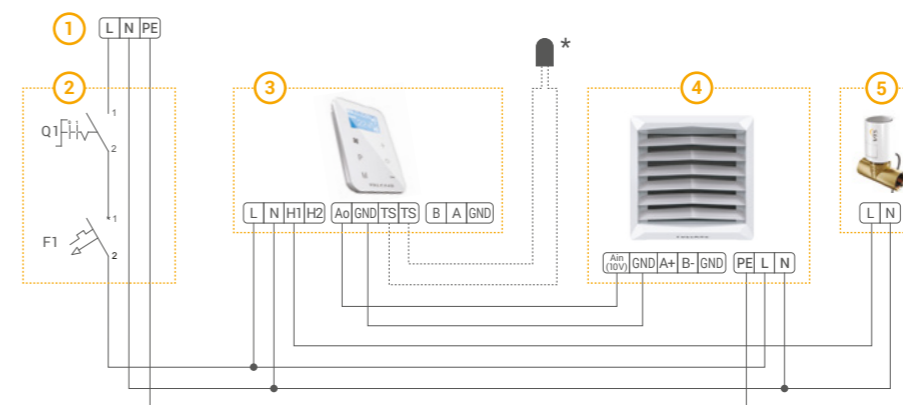 1
L N PE
*
2
3
4
5
1
Q1
2
1
F1
2
L N H1 H2
Ao GND TS TS
B A GND
Ain (10V) GND A+ B- GND
PE L N
L N